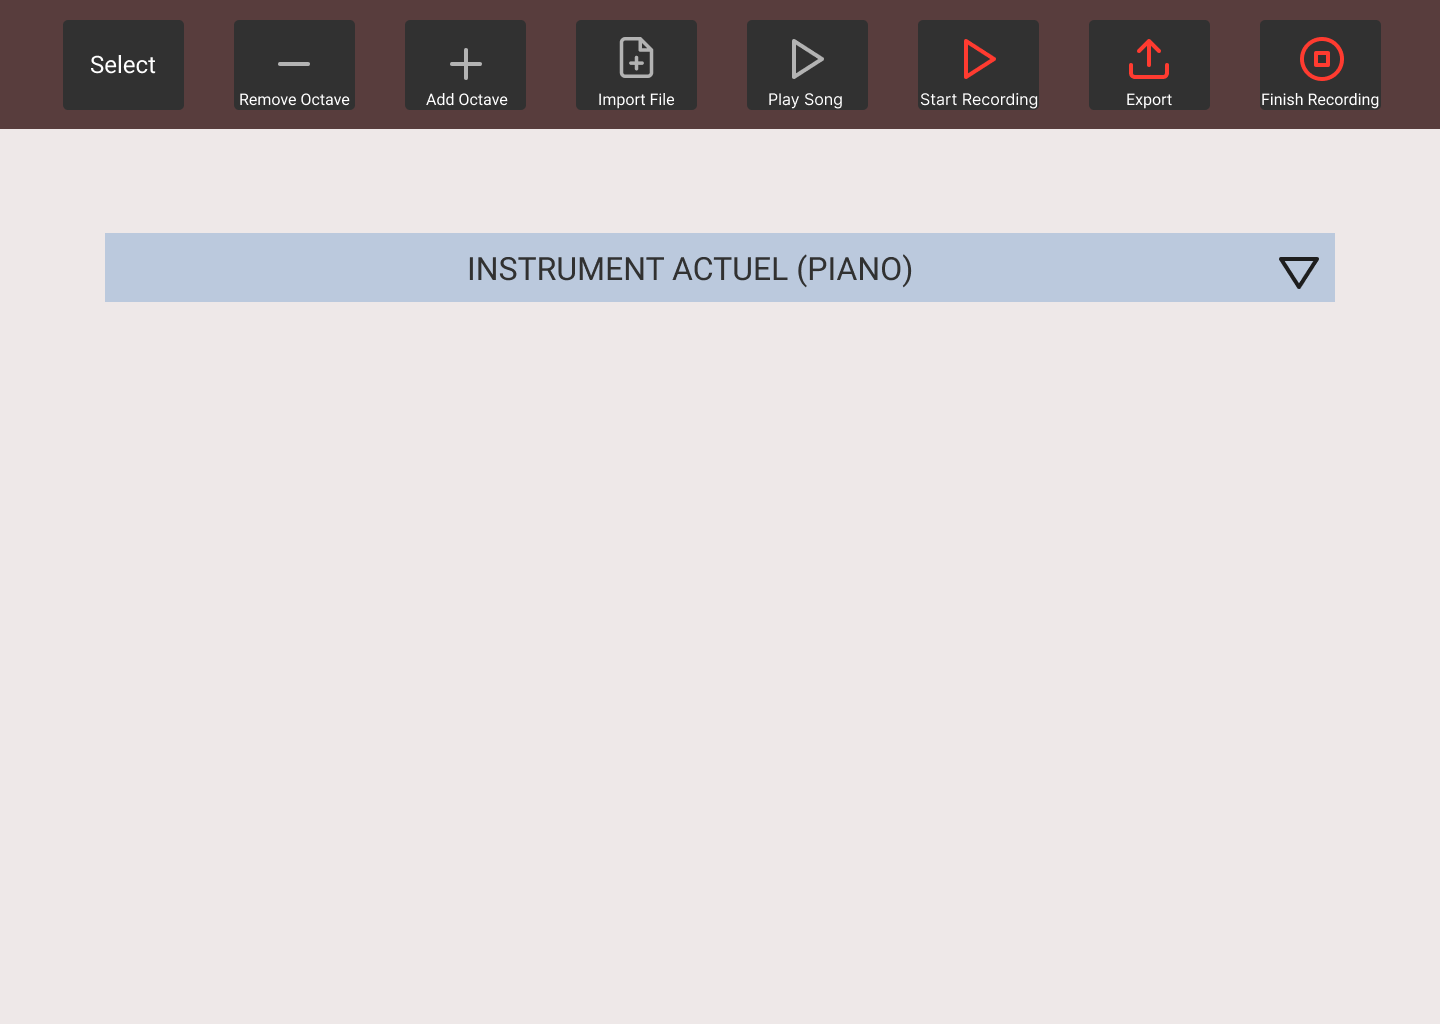 Select
Remove Octave
Add Octave
Import File
Play Song
Start Recording
Export
Finish Recording
INSTRUMENT ACTUEL (PIANO)